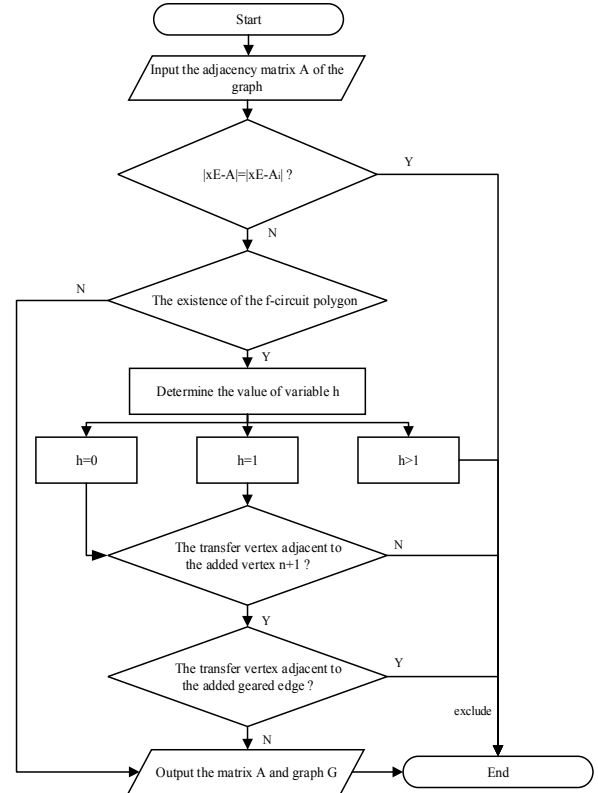 Start
Input the adjacency matrix A of the
graph
|xE-A|=|xE-Aᵢ| ?
Y
N
The existence of the f-circuit polygon
N
Y
Determine the value of variable h
h=0
h=1
h>1
The transfer vertex adjacent to
the added vertex n+1 ?
N
Y
The transfer vertex adjacent to
the added geared edge ?
Y
exclude
N
Output the matrix A and graph G
End